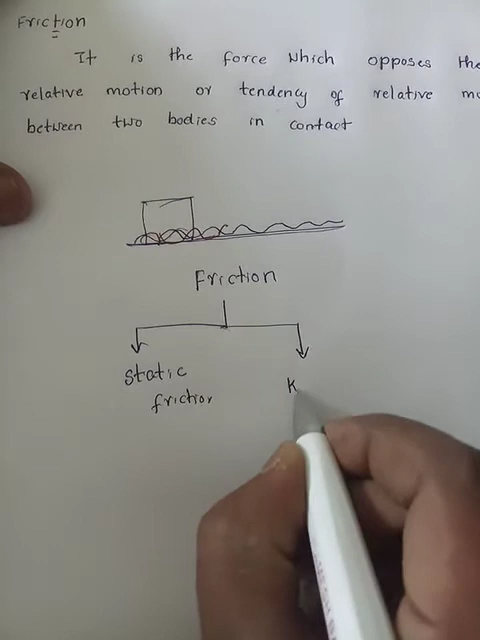 Friction
It is the force which opposes the
relative motion or tendency of relative
between two bodies in contact
Friction
Static
friction
K